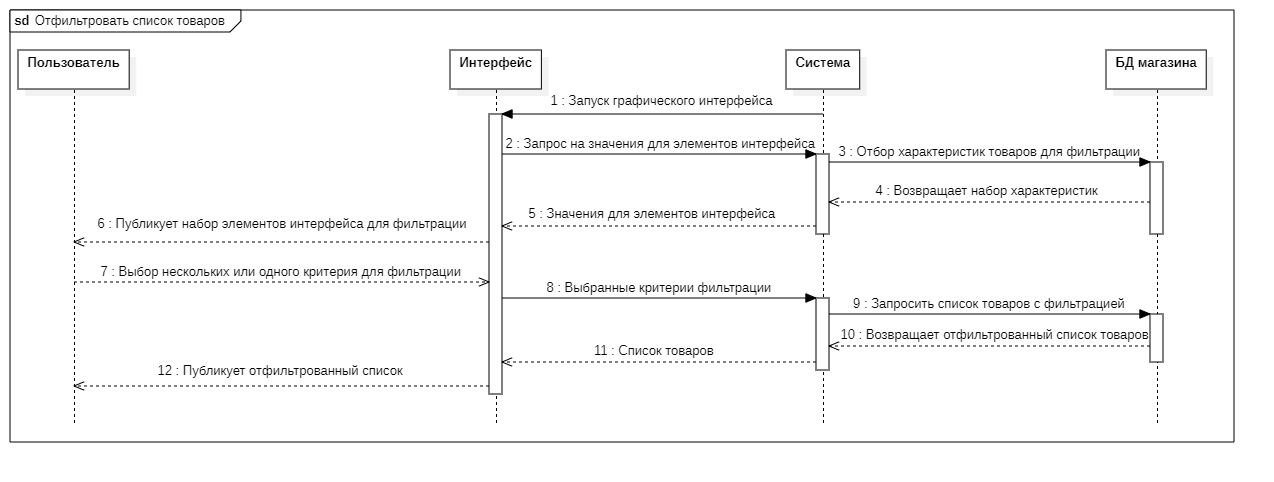 sd Отфильтровать список товаров
Пользователь
Интерфейс
Система
БД магазина
1 : Запуск графического интерфейса
2 : Запрос на значения для элементов интерфейса
3 : Отбор характеристик товаров для фильтрации
4 : Возвращает набор характеристик
5 : Значения для элементов интерфейса
6 : Публикует набор элементов интерфейса для фильтрации
7 : Выбор нескольких или одного критерия для фильтрации
8 : Выбранные критерии фильтрации
9 : Запросить список товаров с фильтрацией
10 : Возвращает отфильтрованный список товаров
11 : Список товаров
12 : Публикует отфильтрованный список